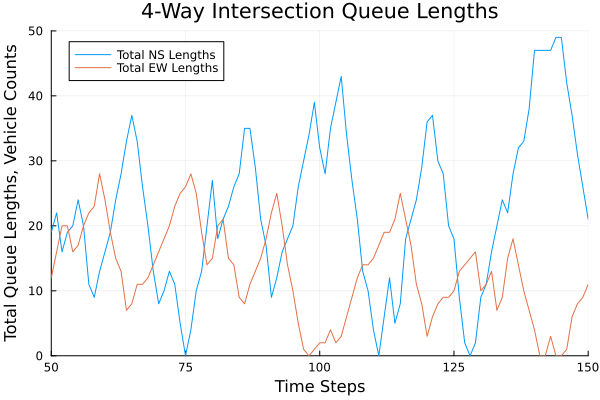 4-Way Intersection Queue Lengths
Total Queue Lengths, Vehicle Counts
50
40
30
20
10
0
Total NS Lengths
Total EW Lengths
50
75
100
125
150
Time Steps